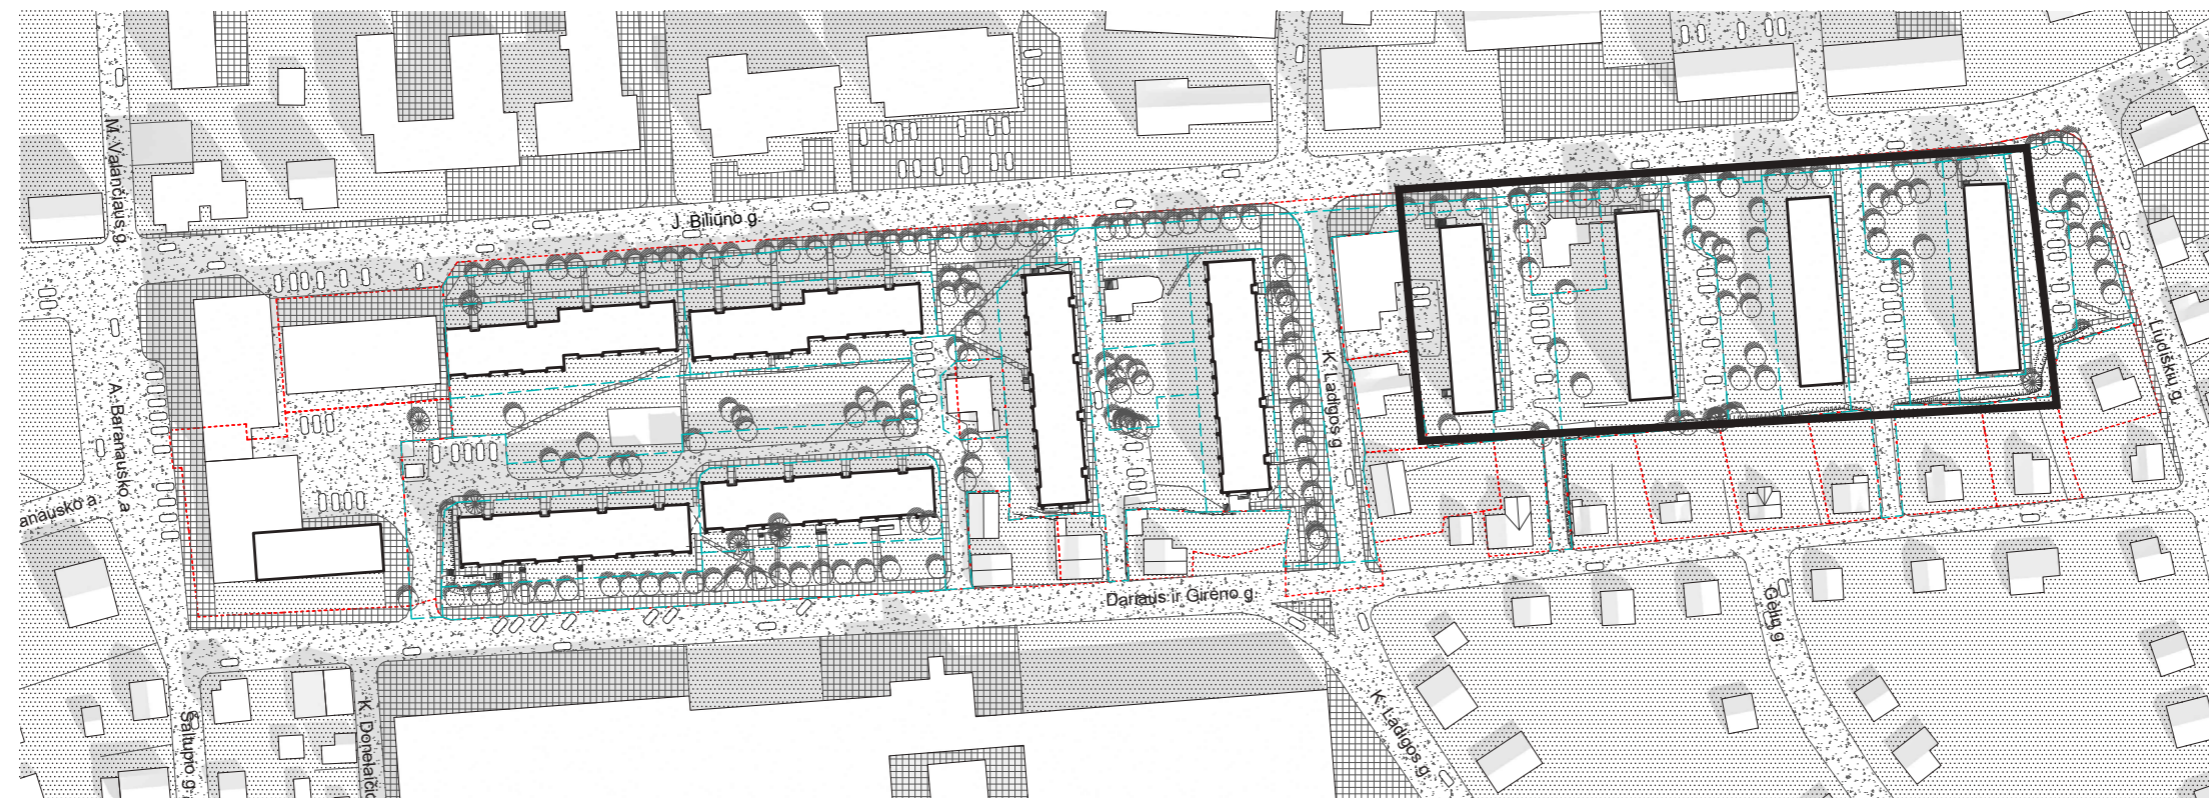 M. Valančiaus g.
J. Biliūno g.
A. Baranausko a
anausko a.
K. Ladigos g.
Liudiškių g.
Dariaus ir Girėno g.
Gėlių g.
K. Ladigos g.
Šaltupio g.
K. Donelaičio